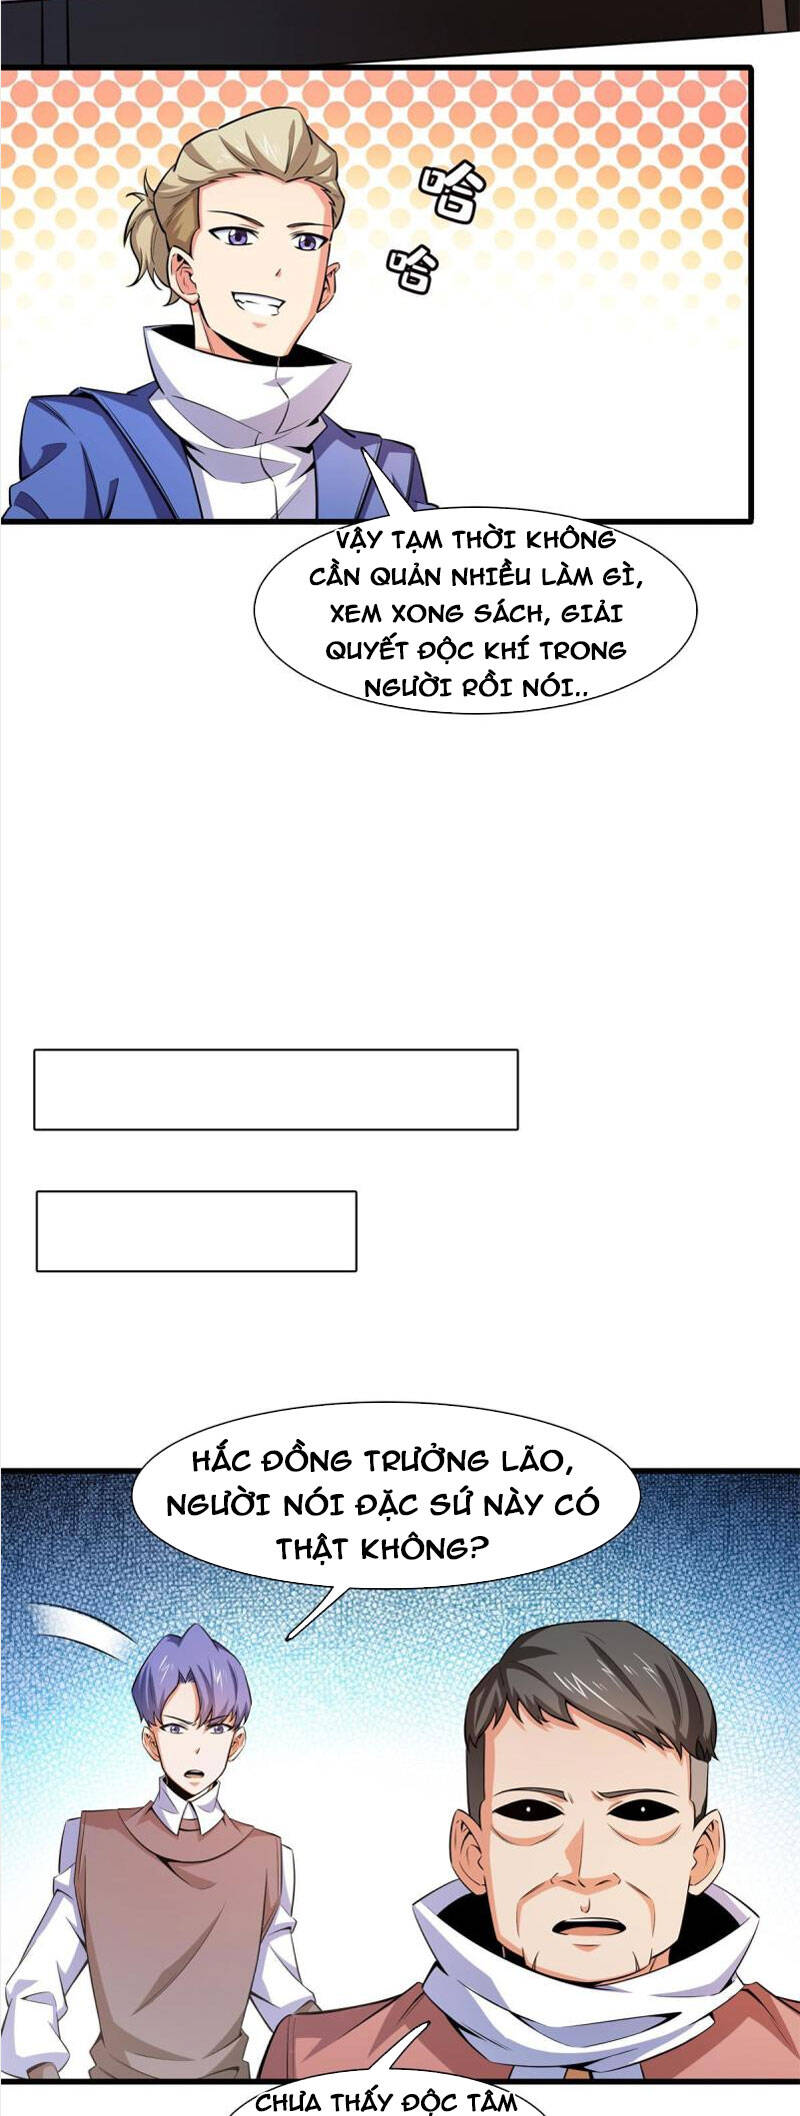 哈
哈
VẬY TẠM THỜI KHÔNG
CẦN QUẢN NHIỀU LÀM GÌ,
XEM XONG SÁCH, GIẢI
QUYẾT ĐỘC KHÍ TRONG
NGƯỜI RỒI NÓI..
HẮC ĐỒNG TRƯỞNG LÃO,
NGƯỜI NÓI ĐẶC SỨ NÀY CÓ
THẬT KHÔNG?
CHƯA THẤY ĐỘC TÂM